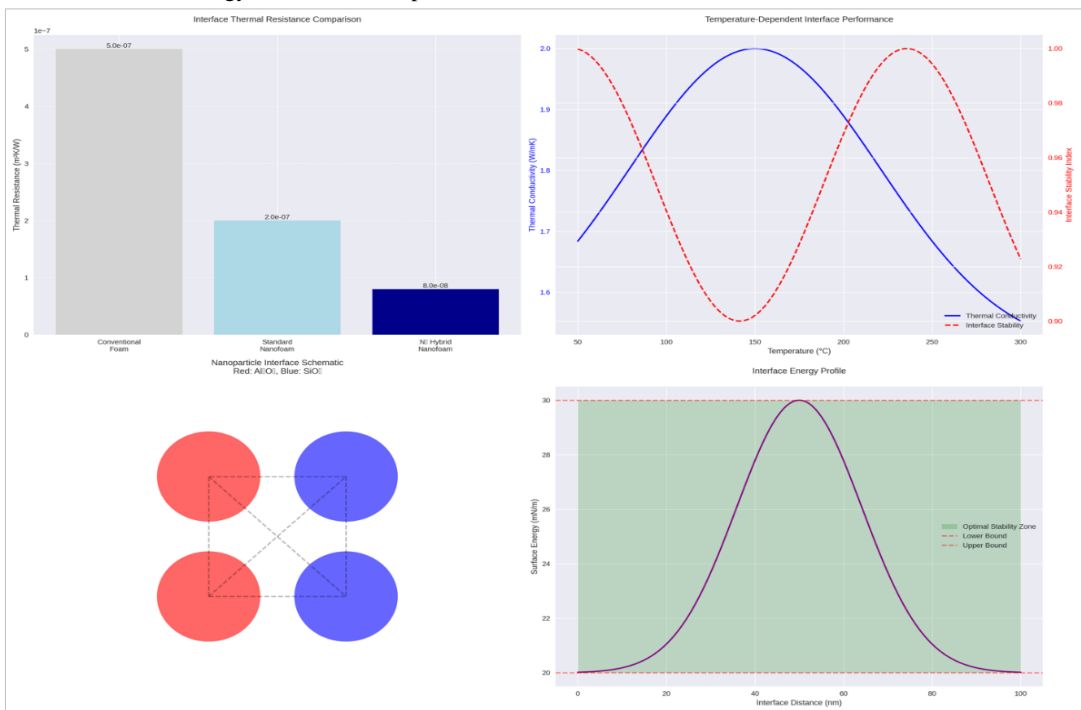 ergy
Interface Thermal Resistance Comparison
1e-7
5
4
3
2
1
0
Thermal Resistance (m²K/W)
5.0e-07
2.0e-07
8.0e-08
Conventional
Foam
Standard
Nanofoam
N▯ Hybrid
Nanofoam
Temperature-Dependent Interface Performance
2.0
1.9
1.8
1.7
1.6
Thermal Conductivity (W/mK)
1.00
0.98
0.96
0.94
0.92
0.90
Interface Stability Index
Thermal Conductivity
Interface Stability
50 100 150 200 250 300
Temperature (°C)
Nanoparticle Interface Schematic
Red: Al▯O▯, Blue: SiO▯
Interface Energy Profile
30
28
26
24
22
20
Surface Energy (mN/m)
Optimal Stability Zone
Lower Bound
Upper Bound
0 20 40 60 80 100
Interface Distance (nm)